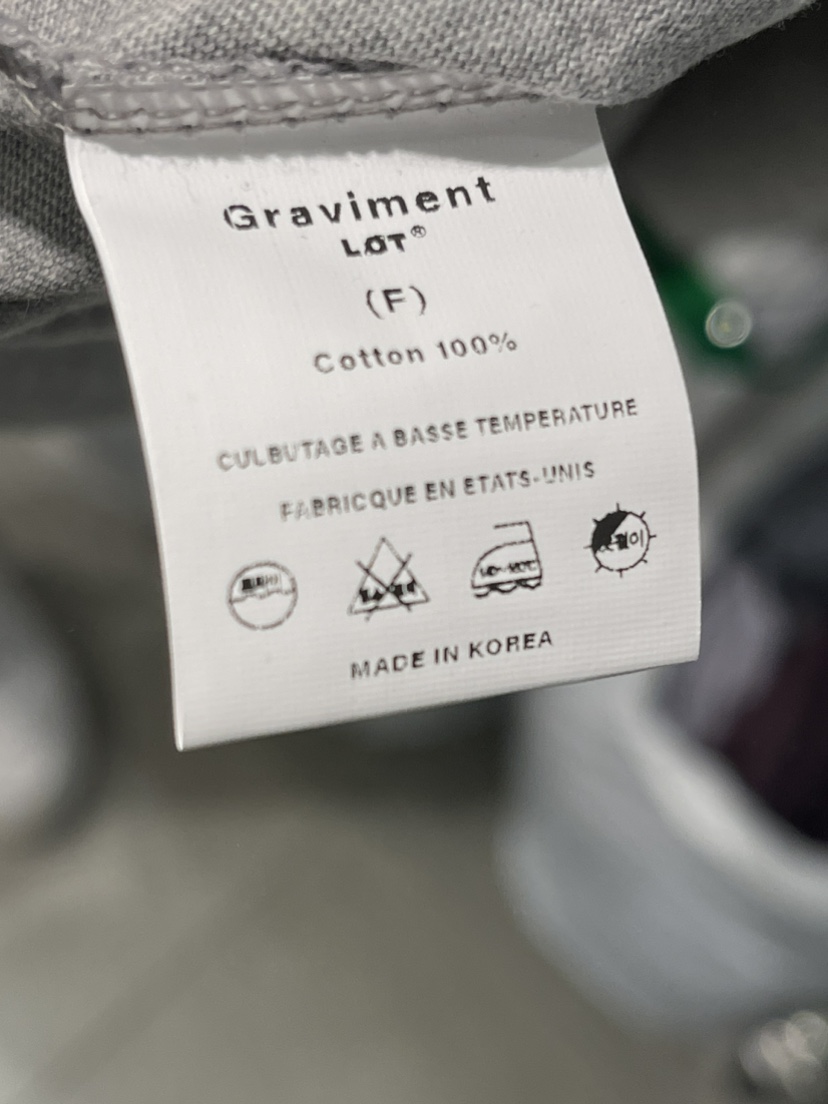 Graviment
LØT®
(F)
Cotton 100%
CULBUTAGE A BASSE TEMPERATURE
FABRICQUE EN ETATS-UNIS
MADE IN KOREA